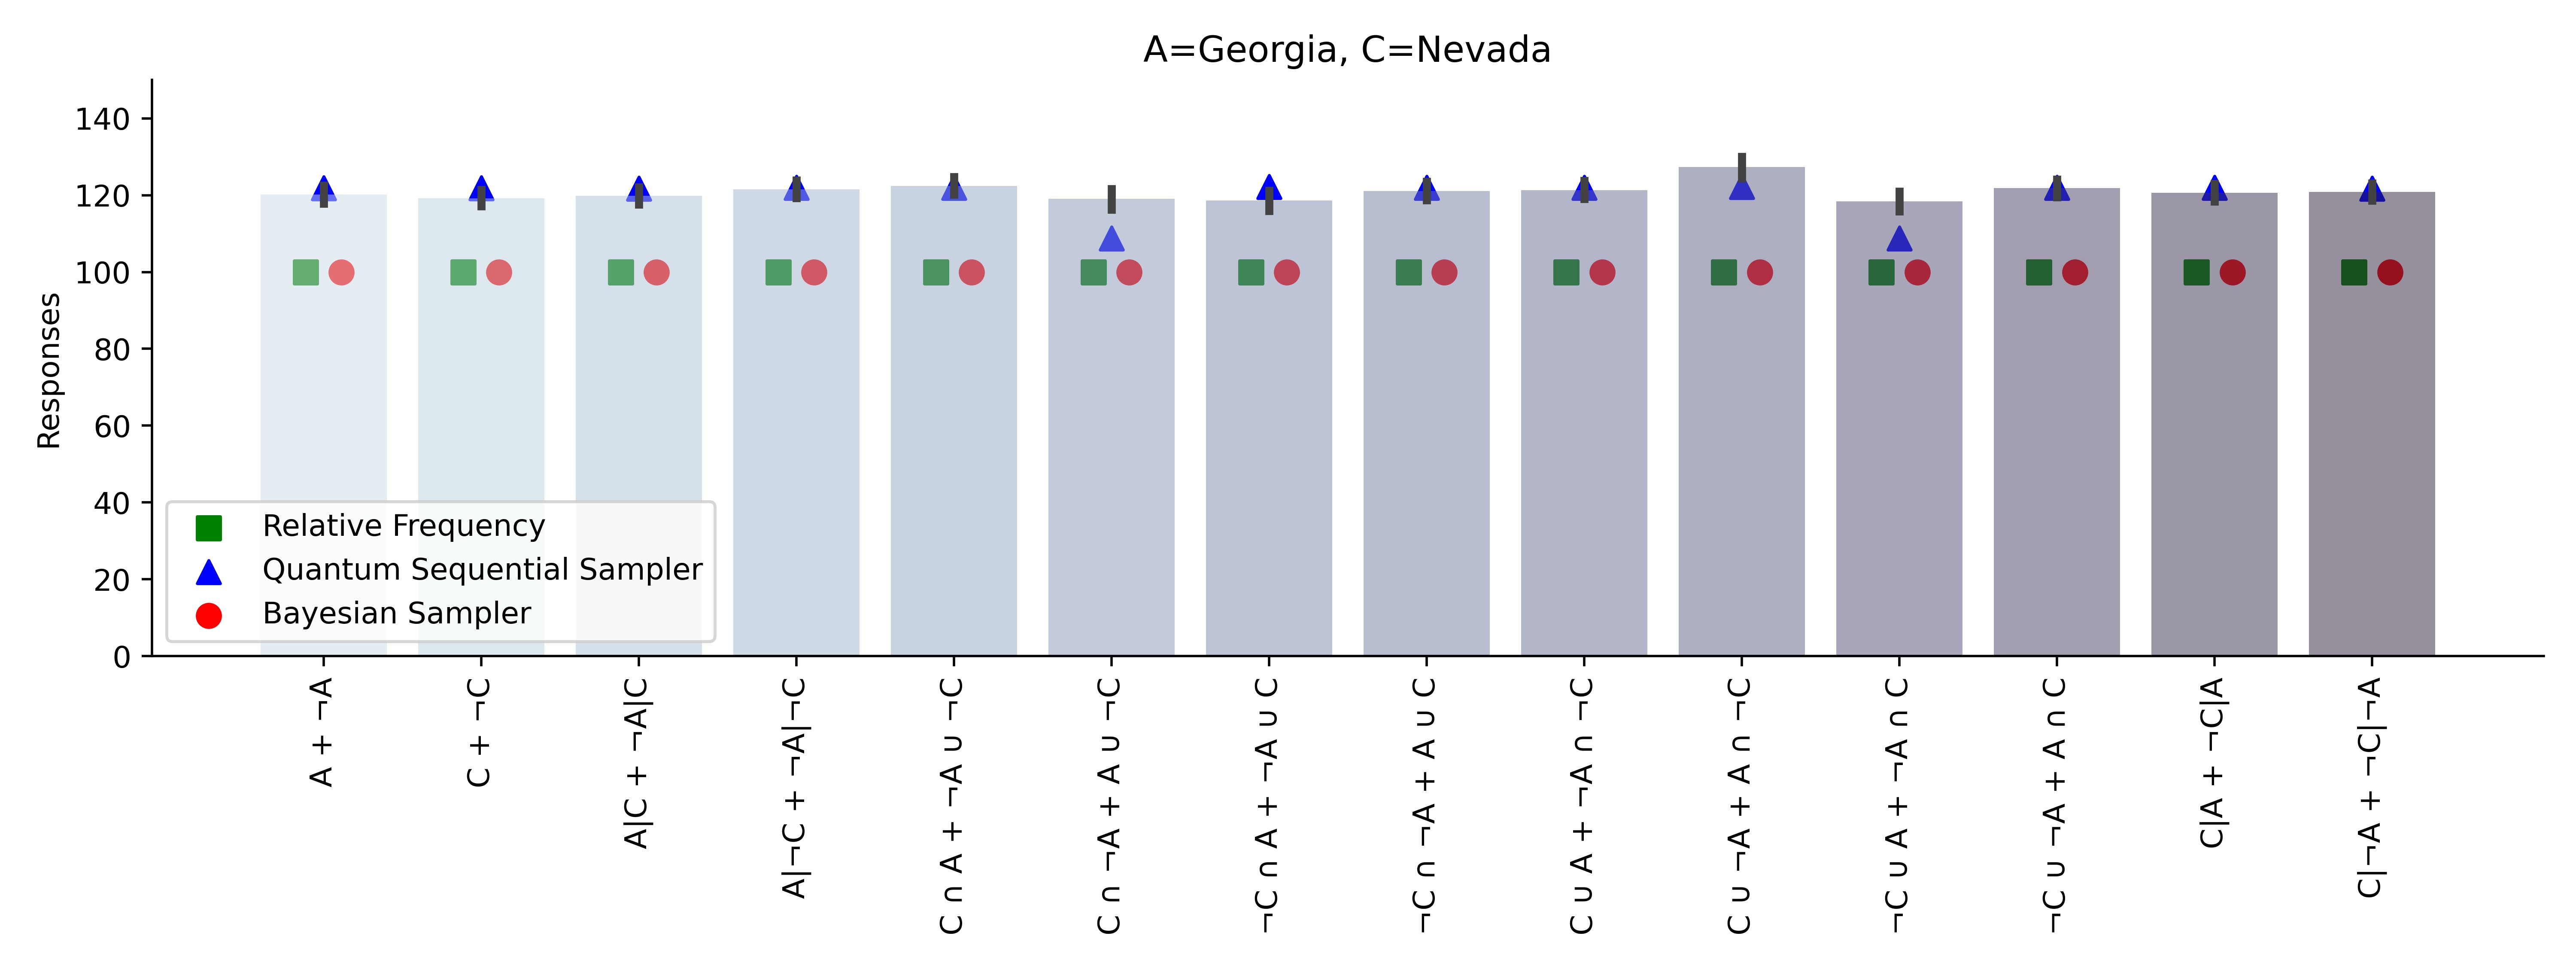 A=Georgia, C=Nevada
Responses
140
120
100
80
60
40
20
0
Relative Frequency
Quantum Sequential Sampler
Bayesian Sampler
A + ¬A
C + ¬C
A|C + ¬A|C
A|¬C + ¬A|¬C
C ∩ A + ¬A ∪ ¬C
C ∩ ¬A + A ∪ ¬C
¬C ∩ A + ¬A ∪ C
¬C ∩ ¬A + A ∪ C
C ∪ A + ¬A ∩ ¬C
C ∪ ¬A + A ∩ ¬C
¬C ∪ A + ¬A ∩ C
¬C ∪ ¬A + A ∩ C
C|A + ¬C|A
C|¬A + ¬C|¬A